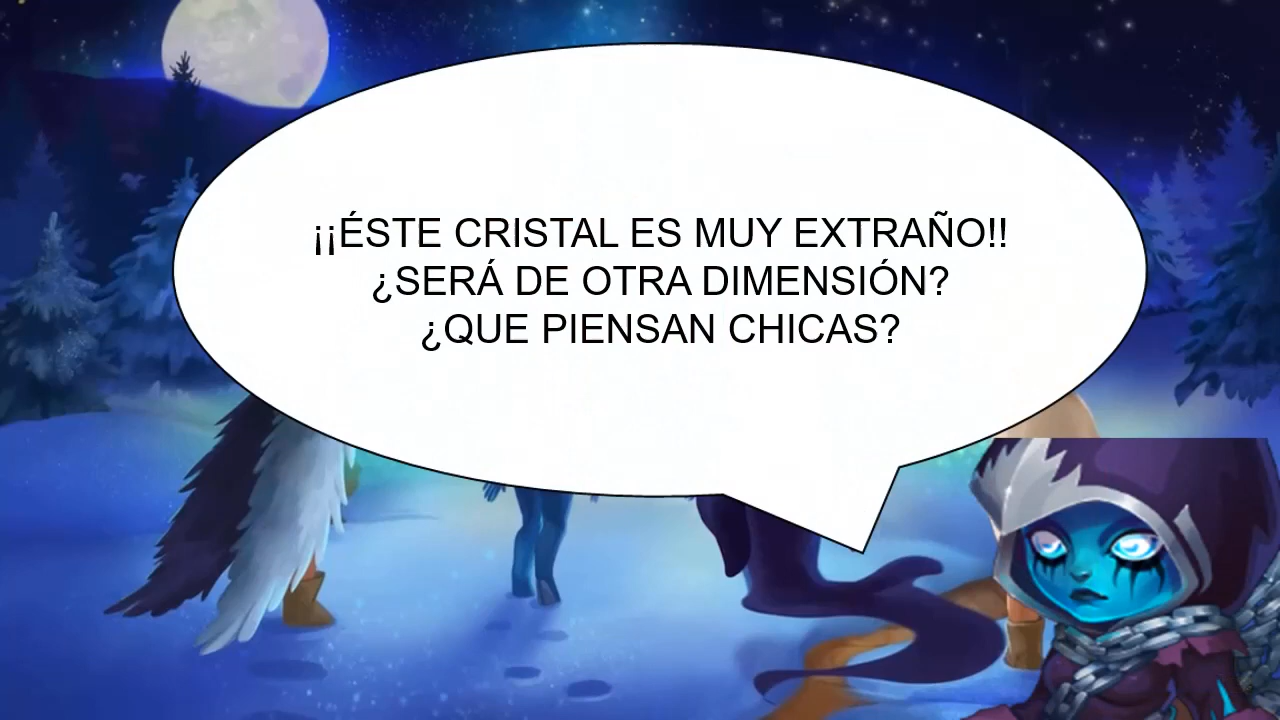 ¡¡ÉSTE CRISTAL ES MUY EXTRAÑO!!
¿SERÁ DE OTRA DIMENSIÓN?
¿QUE PIENSAN CHICAS?